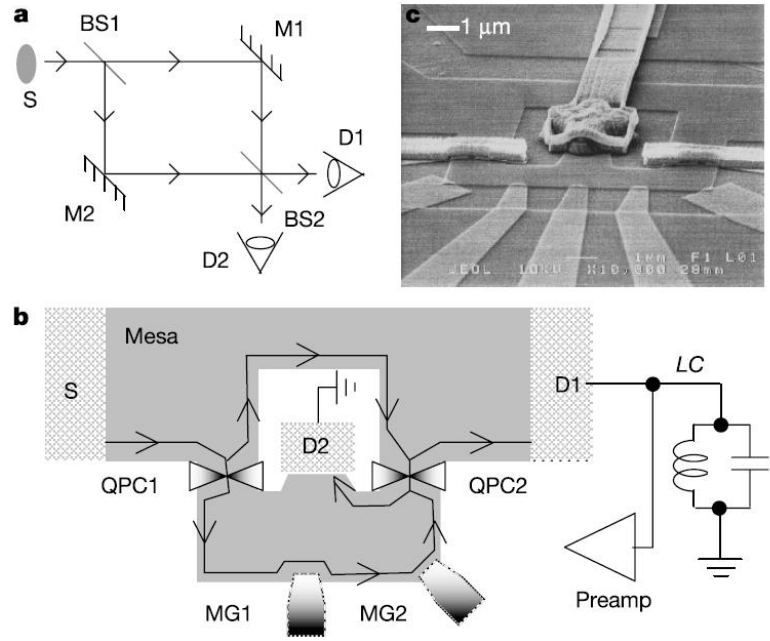 a
BS1
M1
S
D1
M2
BS2
D2
c
1 μm
1μm F1 L01
JEOL 10KV X10,000 28mm
b
Mesa
S
D1
LC
D2
QPC1
QPC2
MG1
MG2
Preamp